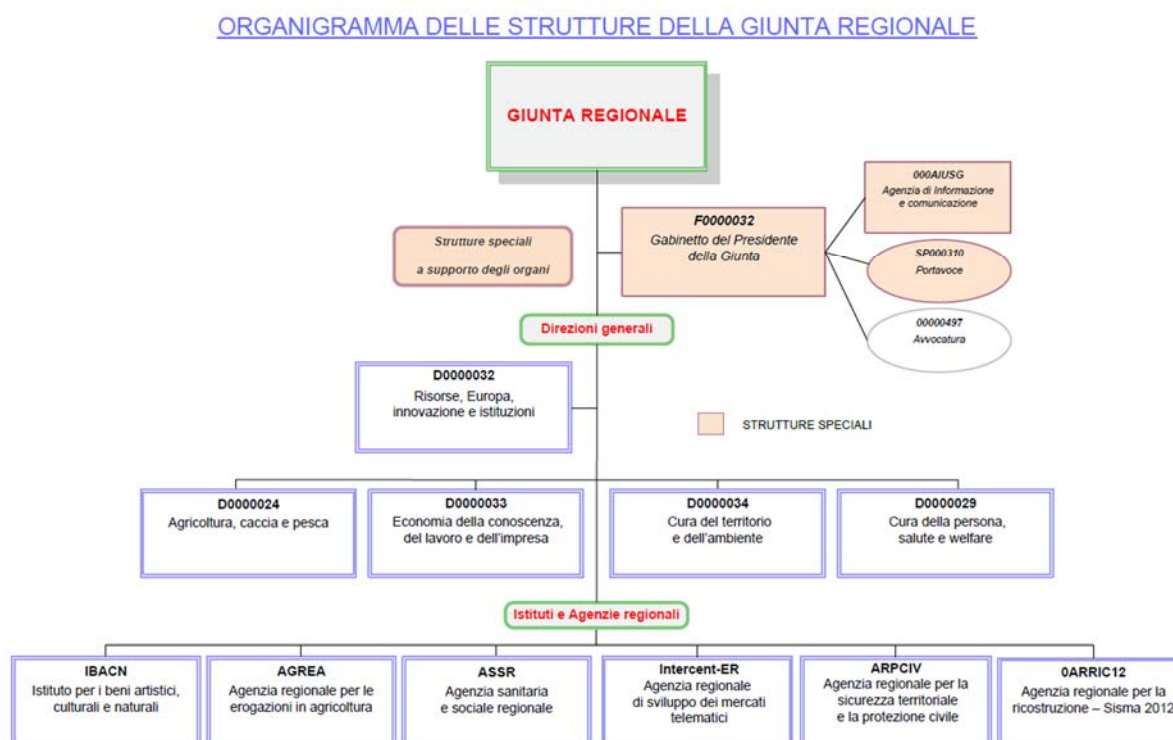 ORGANIGRAMMA DELLE STRUTTURE DELLA GIUNTA REGIONALE
GIUNTA REGIONALE
000AIUSG
Agenzia di Informazione
e comunicazione
F0000032
Gabinetto del Presidente
della Giunta
Strutture speciali
a supporto degli organi
SP000310
Portavoce
00000497
Avvocatura
Direzioni generali
D0000032
Risorse, Europa,
innovazione e istituzioni
STRUTTURE SPECIALI
D0000024
Agricoltura, caccia e pesca
D0000033
Economia della conoscenza,
del lavoro e dell'impresa
D0000034
Cura del territorio
e dell'ambiente
D0000029
Cura della persona,
salute e welfare
Istituti e Agenzie regionali
IBACN
Istituto per i beni artistici,
culturali e naturali
AGREA
Agenzia regionale per le
erogazioni in agricoltura
ASSR
Agenzia sanitaria
e sociale regionale
Intercent-ER
Agenzia regionale
di sviluppo dei mercati
telematici
ARPCIV
Agenzia regionale per la
sicurezza territoriale
e la protezione civile
0ARRIC12
Agenzia regionale per la
ricostruzione – Sisma 2012